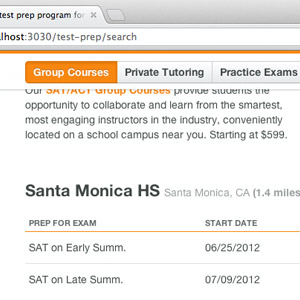 test prep program for
lhost:3030/test-prep/search
Group Courses Private Tutoring Practice Exams
Our SAT/ACT Group Courses provide students the
opportunity to collaborate and learn from the smartest,
most engaging instructors in the industry, conveniently
located on a school campus near you. Starting at $599.
Santa Monica HS Santa Monica, CA (1.4 miles
PREP FOR EXAM START DATE
SAT on Early Summ. 06/25/2012
SAT on Late Summ. 07/09/2012